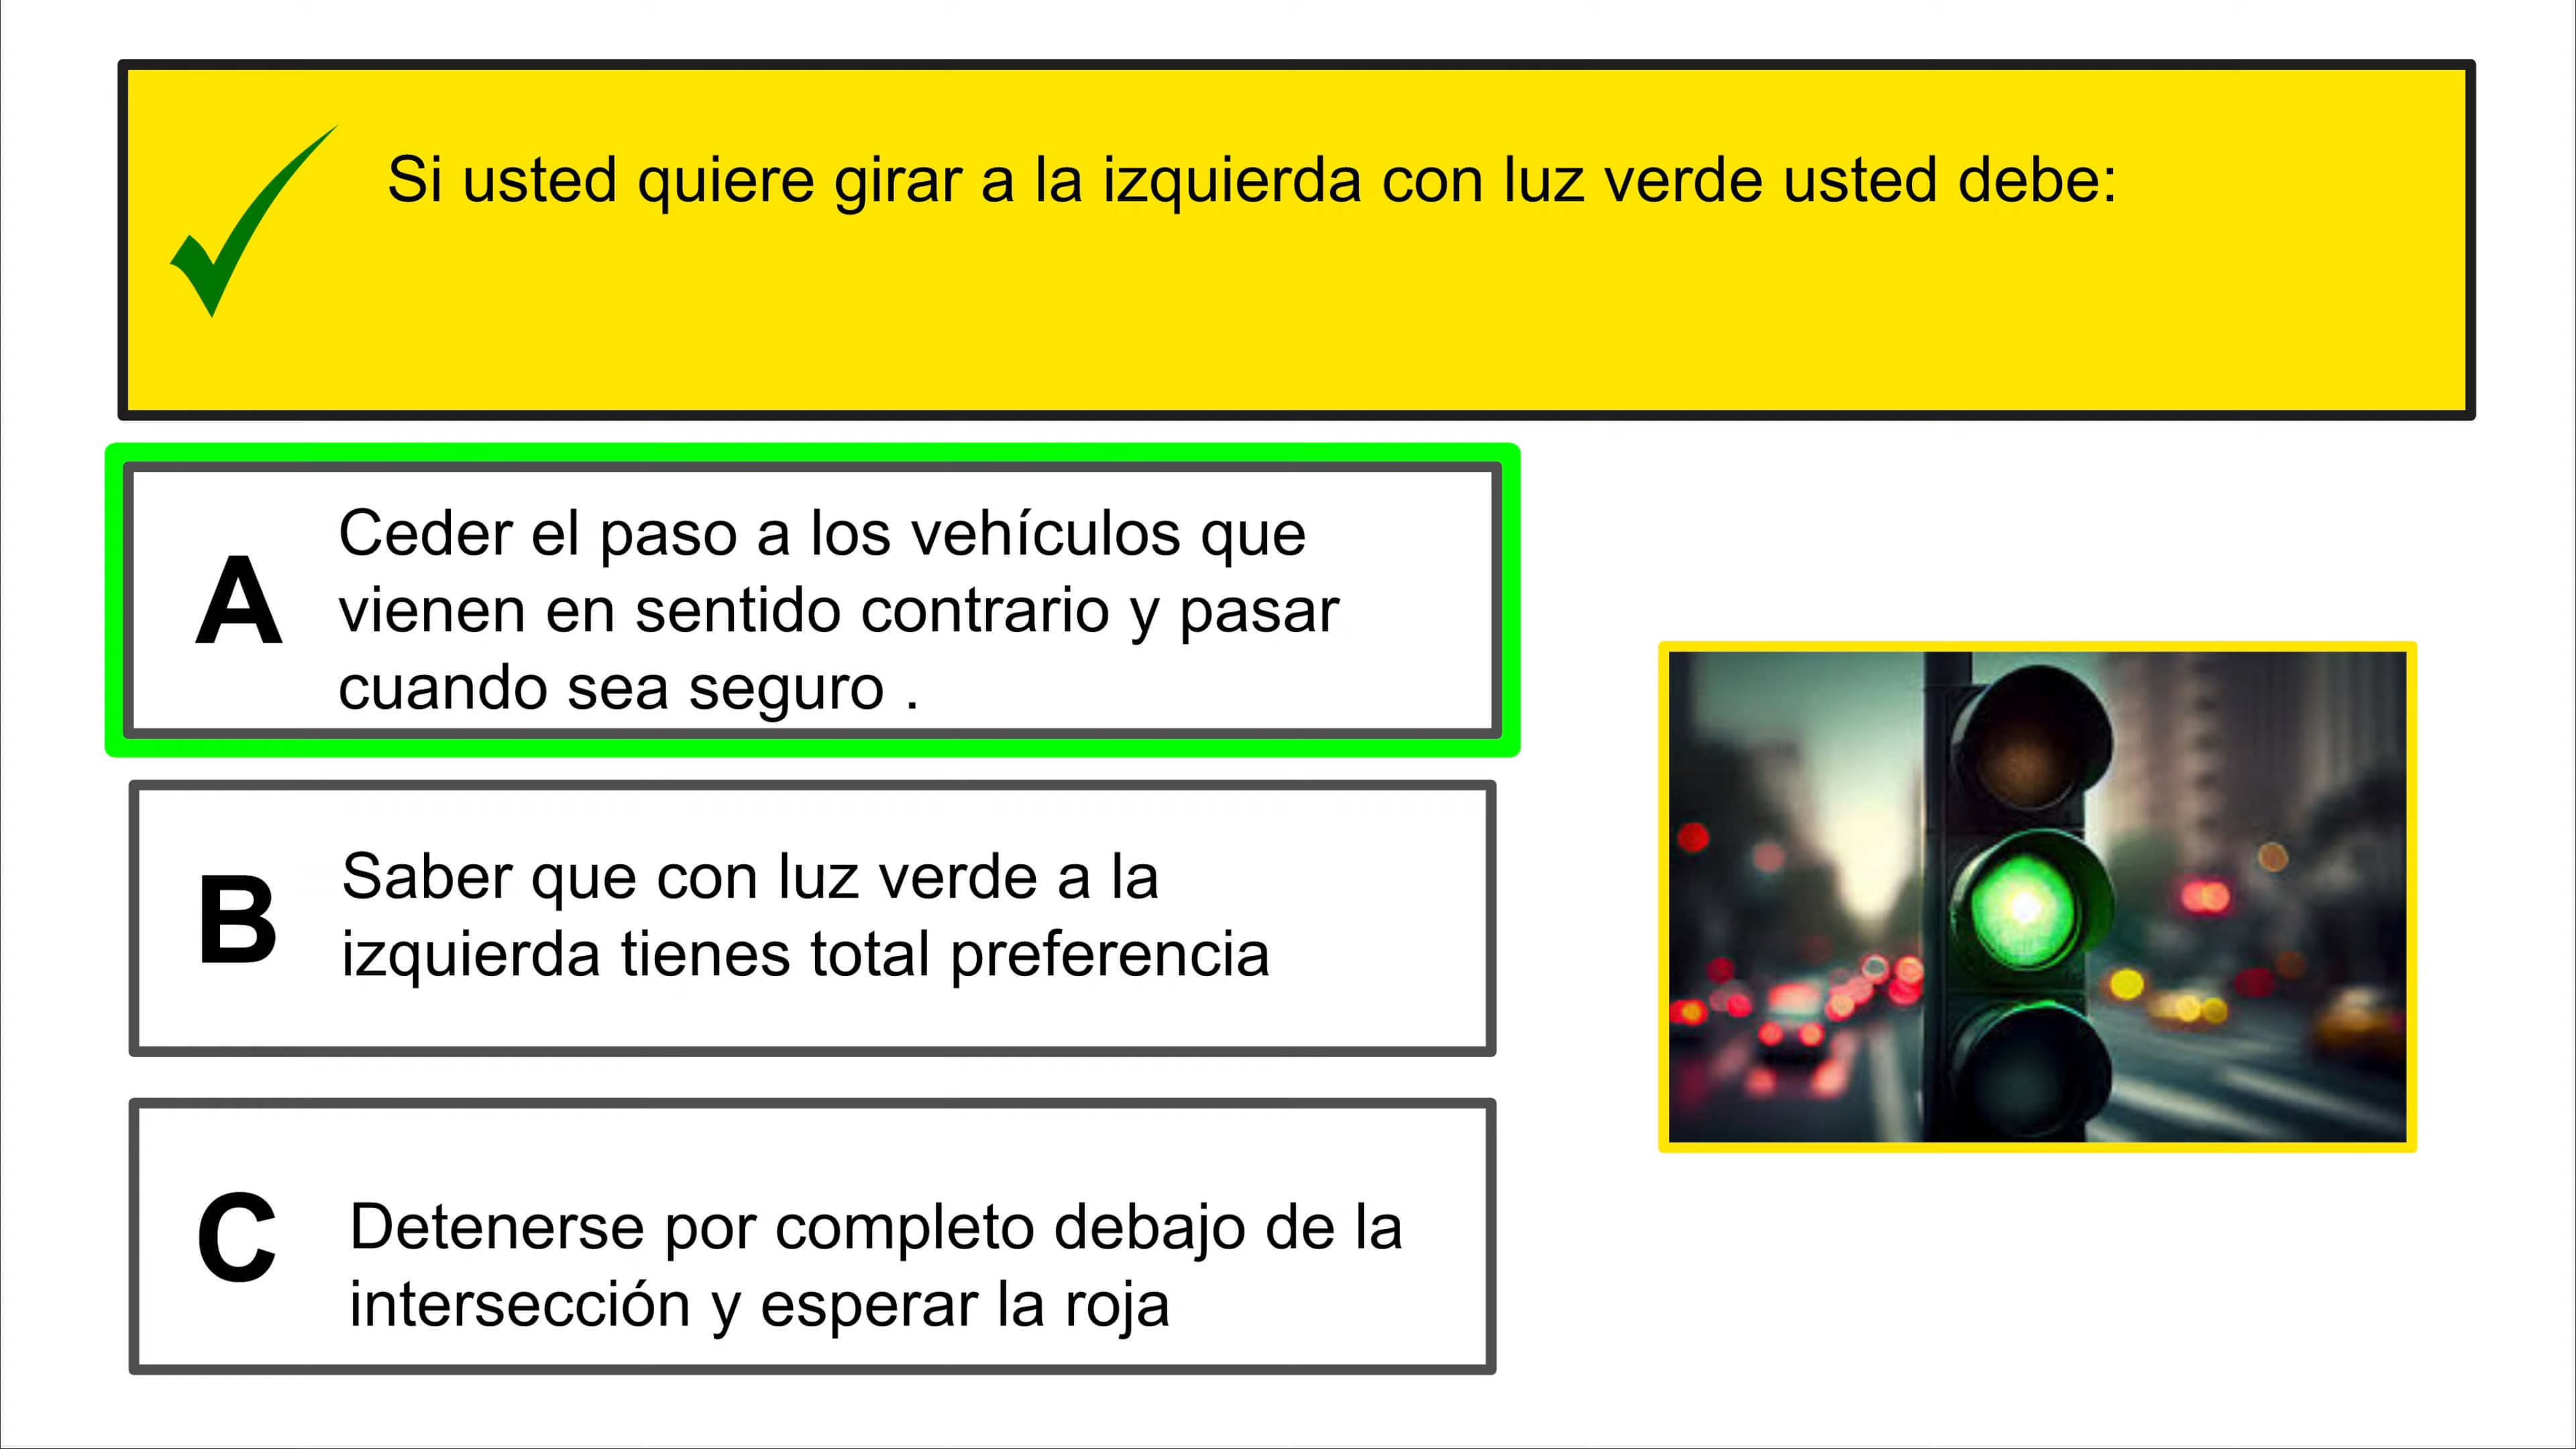 Si usted quiere girar a la izquierda con luz verde usted debe:
A
Ceder el paso a los vehículos que
vienen en sentido contrario y pasar
cuando sea seguro .
B
Saber que con luz verde a la
izquierda tienes total preferencia
C
Detenerse por completo debajo de la
intersección y esperar la roja